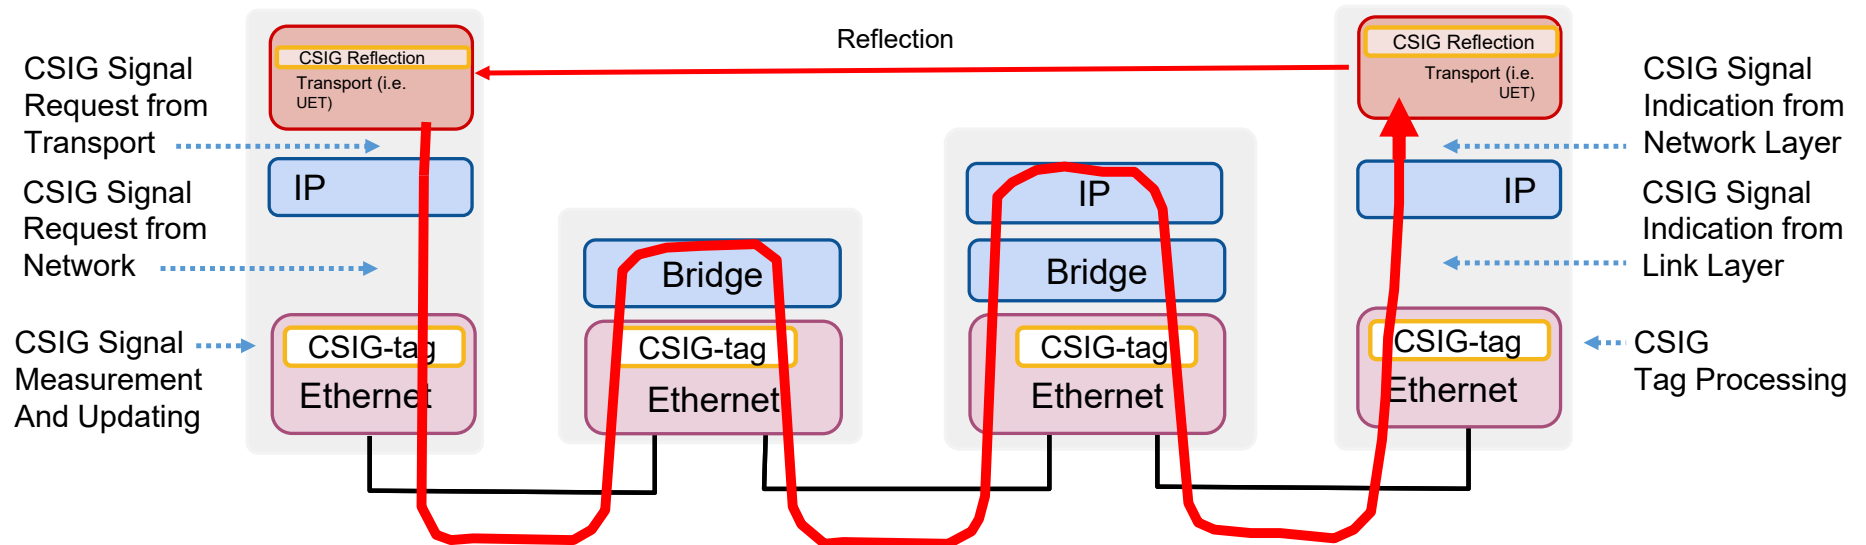 Reflection
CSIG Signal
Request from
Transport
CSIG Signal
Request from
Network
CSIG Signal
Measurement
And Updating
CSIG Reflection
Transport (i.e.
UET)
IP
CSIG-tag
Ethernet
Bridge
CSIG-tag
Ethernet
IP
Bridge
CSIG-tag
Ethernet
CSIG Reflection
Transport (i.e.
UET)
IP
CSIG-tag
Ethernet
CSIG Signal
Indication from
Network Layer
CSIG Signal
Indication from
Link Layer
CSIG
Tag Processing